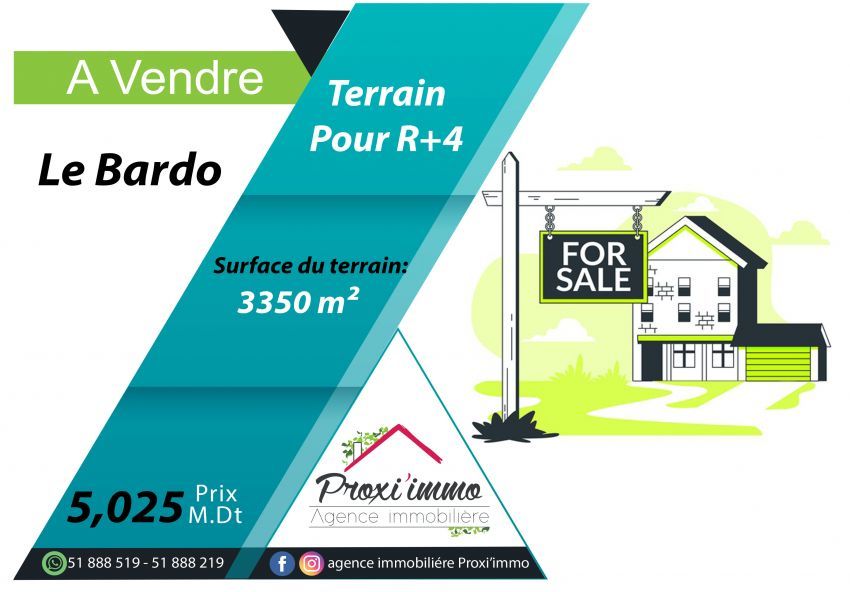 A Vendre
Terrain
Pour R+4
Le Bardo
FOR
SALE
Surface du terrain:
3350 m²
Proxi'immo
Agence immobilière
5,025 Prix
M.Dt
51 888 519 - 51 888 219
agence immobiliére Proxi'immo